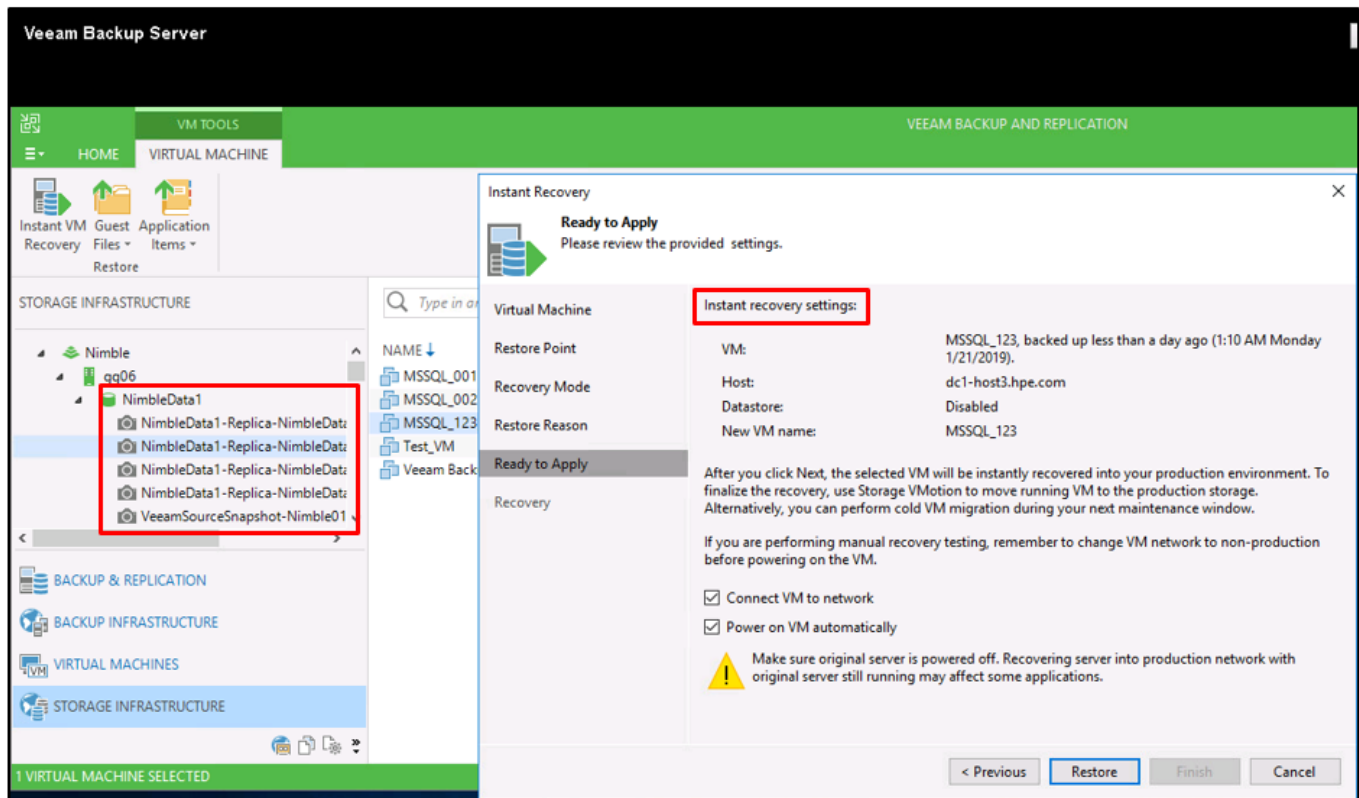 Veeam Backup Server
VM TOOLS
VEEAM BACKUP AND REPLICATION
HOME
VIRTUAL MACHINE
Instant VM Recovery
Guest Files
Application Items
Restore
STORAGE INFRASTRUCTURE
Nimble
gg06
NimbleData1
NimbleData1-Replica-NimbleData
NimbleData1-Replica-NimbleData
NimbleData1-Replica-NimbleData
NimbleData1-Replica-NimbleData
VeeamSourceSnapshot-Nimble01
BACKUP & REPLICATION
BACKUP INFRASTRUCTURE
VIRTUAL MACHINES
STORAGE INFRASTRUCTURE
1 VIRTUAL MACHINE SELECTED
Type in
NAME
MSSQL_001
MSSQL_002
MSSQL_123
Test_VM
Veeam Back
Instant Recovery
Ready to Apply
Please review the provided settings.
Virtual Machine
Restore Point
Recovery Mode
Restore Reason
Ready to Apply
Recovery
Instant recovery settings:
VM: MSSQL_123, backed up less than a day ago (1:10 AM Monday
1/21/2019).
Host: dc1-host3.hpe.com
Datastore: Disabled
New VM name: MSSQL_123
After you click Next, the selected VM will be instantly recovered into your production environment. To
finalize the recovery, use Storage VMotion to move running VM to the production storage.
Alternatively, you can perform cold VM migration during your next maintenance window.
If you are performing manual recovery testing, remember to change VM network to non-production
before powering on the VM.
Connect VM to network
Power on VM automatically
Make sure original server is powered off. Recovering server into production network with
original server still running may affect some applications.
< Previous
Restore
Finish
Cancel